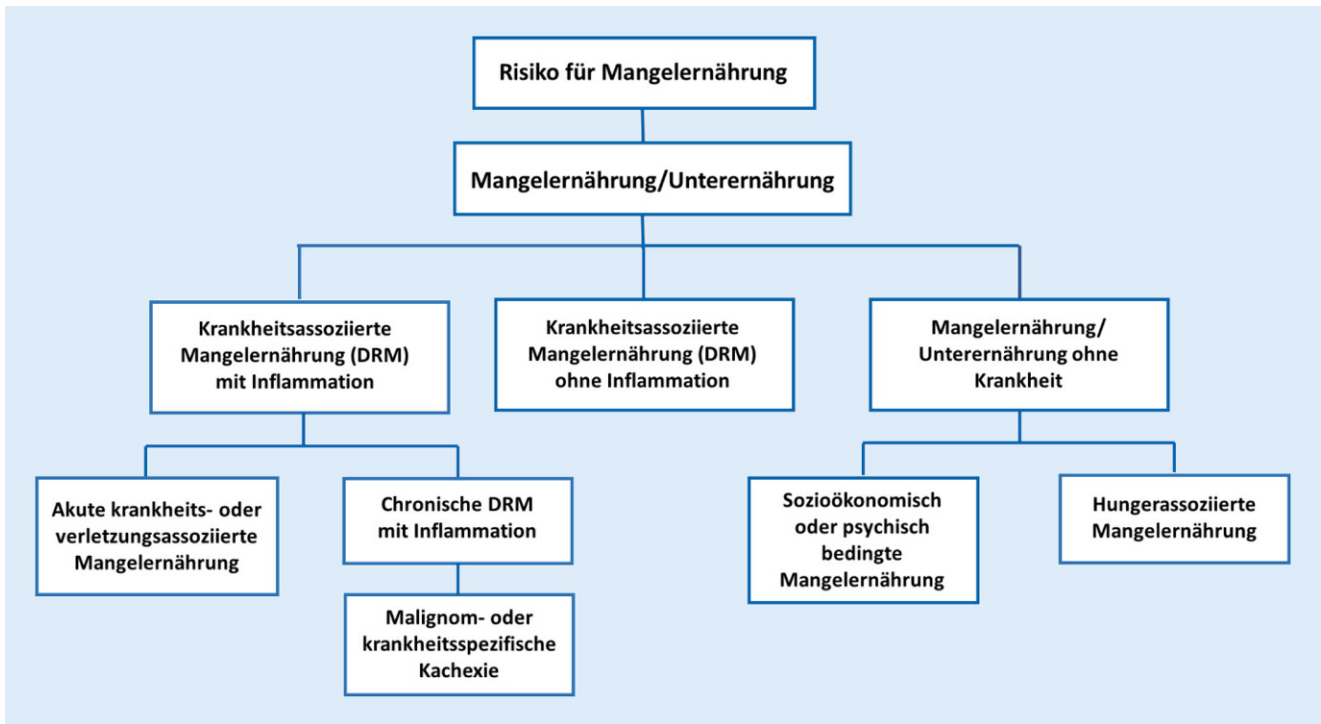 Risiko für Mangelernährung
Mangelernährung/Unterernährung
Krankheitsassoziierte
Mangelernährung (DRM)
mit Inflammation
Krankheitsassoziierte
Mangelernährung (DRM)
ohne Inflammation
Mangelernährung/
Unterernährung ohne
Krankheit
Akute krankheits- oder
verletzungsassoziierte
Mangelernährung
Chronische DRM
mit Inflammation
Sozioökonomisch
oder psychisch
bedingte
Mangelernährung
Hungerassoziierte
Mangelernährung
Malignom- oder
krankheitsspezifische
Kachexie